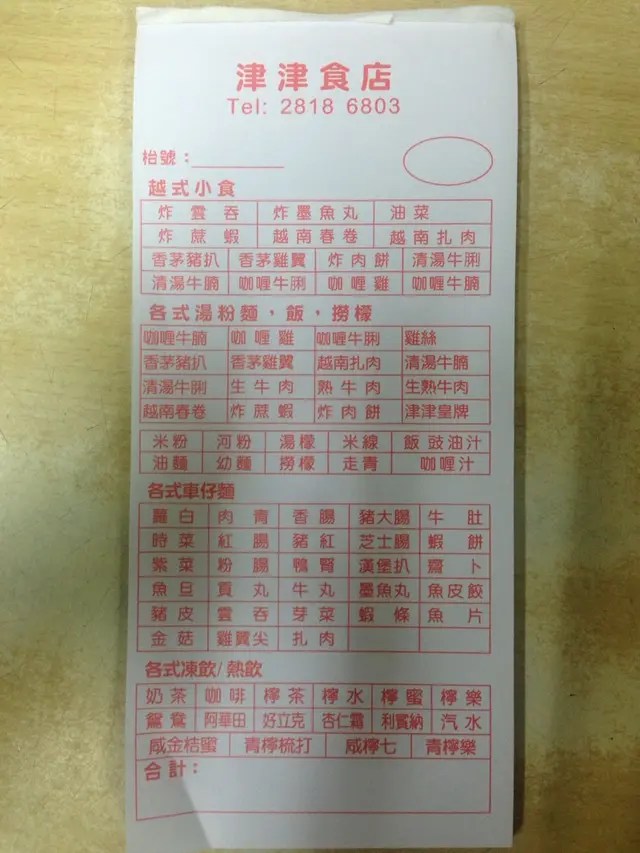 津津食店
Tel: 2818 6803
枱號：
越式小食
炸雲吞 炸墨魚丸 油菜
炸蔗蝦 越南春卷 越南扎肉
香茅豬扒 香茅雞翼 炸肉餅 清湯牛脷
清湯牛腩 咖喱牛脷 咖喱雞 咖喱牛腩
各式湯粉麵，飯，撈檬
咖喱牛腩 咖喱雞 咖喱牛脷 雞絲
香茅豬扒 香茅雞翼 越南扎肉 清湯牛腩
清湯牛脷 生牛肉 熟牛肉 生熟牛肉
越南春卷 炸蔗蝦 炸肉餅 津津皇牌
米粉 河粉 湯檬 米線 飯豉油汁
油麵 幼麵 撈檬 走青 咖喱汁
各式車仔麵
蘿白 肉青 香腸 豬大腸 牛肚
時菜 紅腸 豬紅 芝士腸 蝦餅
紫菜 粉腸 鴨腎 漢堡扒 齋卜
魚旦 貢丸 牛丸 墨魚丸 魚皮餃
豬皮 雲吞 芽菜 蝦條 魚片
金菇 雞翼尖 扎肉
各式凍飲/熱飲
奶茶 咖啡 檸茶 檸水 檸蜜 檸樂
鴛鴦 阿華田 好立克 杏仁霜 利賓納 汽水
咸金桔蜜 青檸梳打 咸檸七 青檸樂
合計：